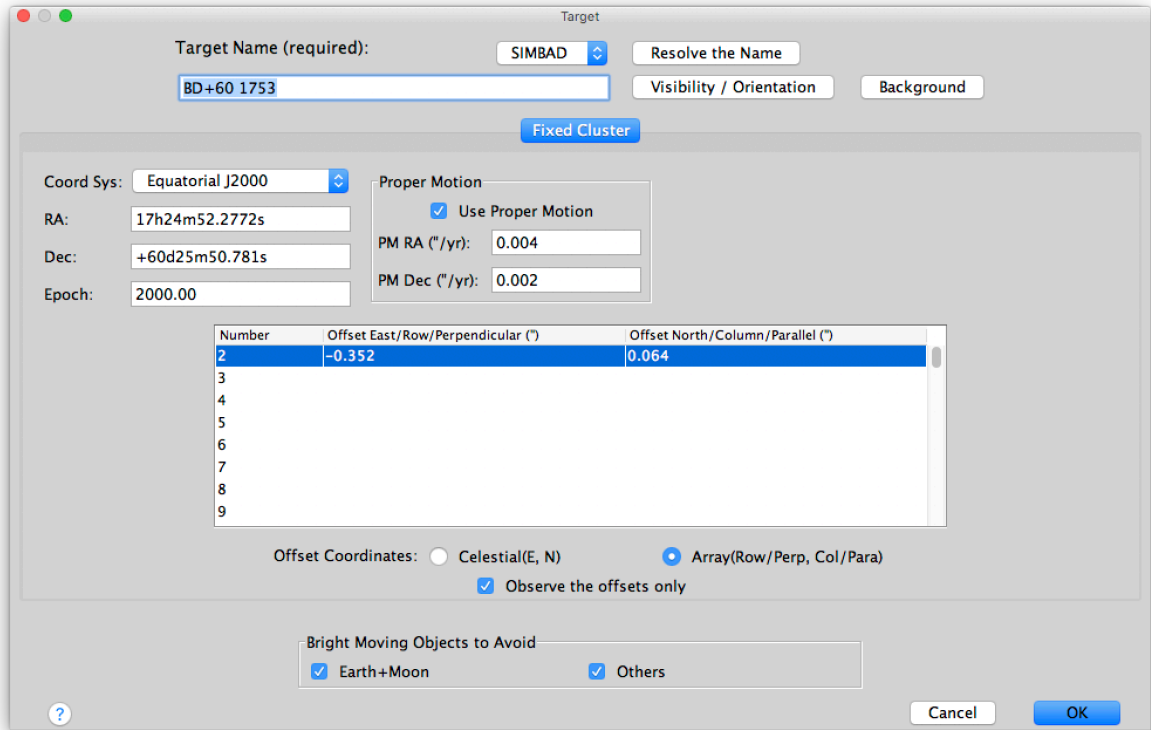 Target
Target Name (required):
SIMBAD
Resolve the Name
BD+60 1753
Visibility / Orientation
Background
Fixed Cluster
Coord Sys:
Equatorial J2000
RA:
17h24m52.2772s
Dec:
+60d25m50.781s
Epoch:
2000.00
Proper Motion
Use Proper Motion
PM RA ("/yr):
0.004
PM Dec ("/yr):
0.002
Number Offset East/Row/Perpendicular (") Offset North/Column/Parallel (")
2 -0.352 0.064
3
4
5
6
7
8
9
Offset Coordinates: Celestial(E, N) Array(Row/Perp, Col/Para)
Observe the offsets only
Bright Moving Objects to Avoid
Earth+Moon Others
?
Cancel
OK